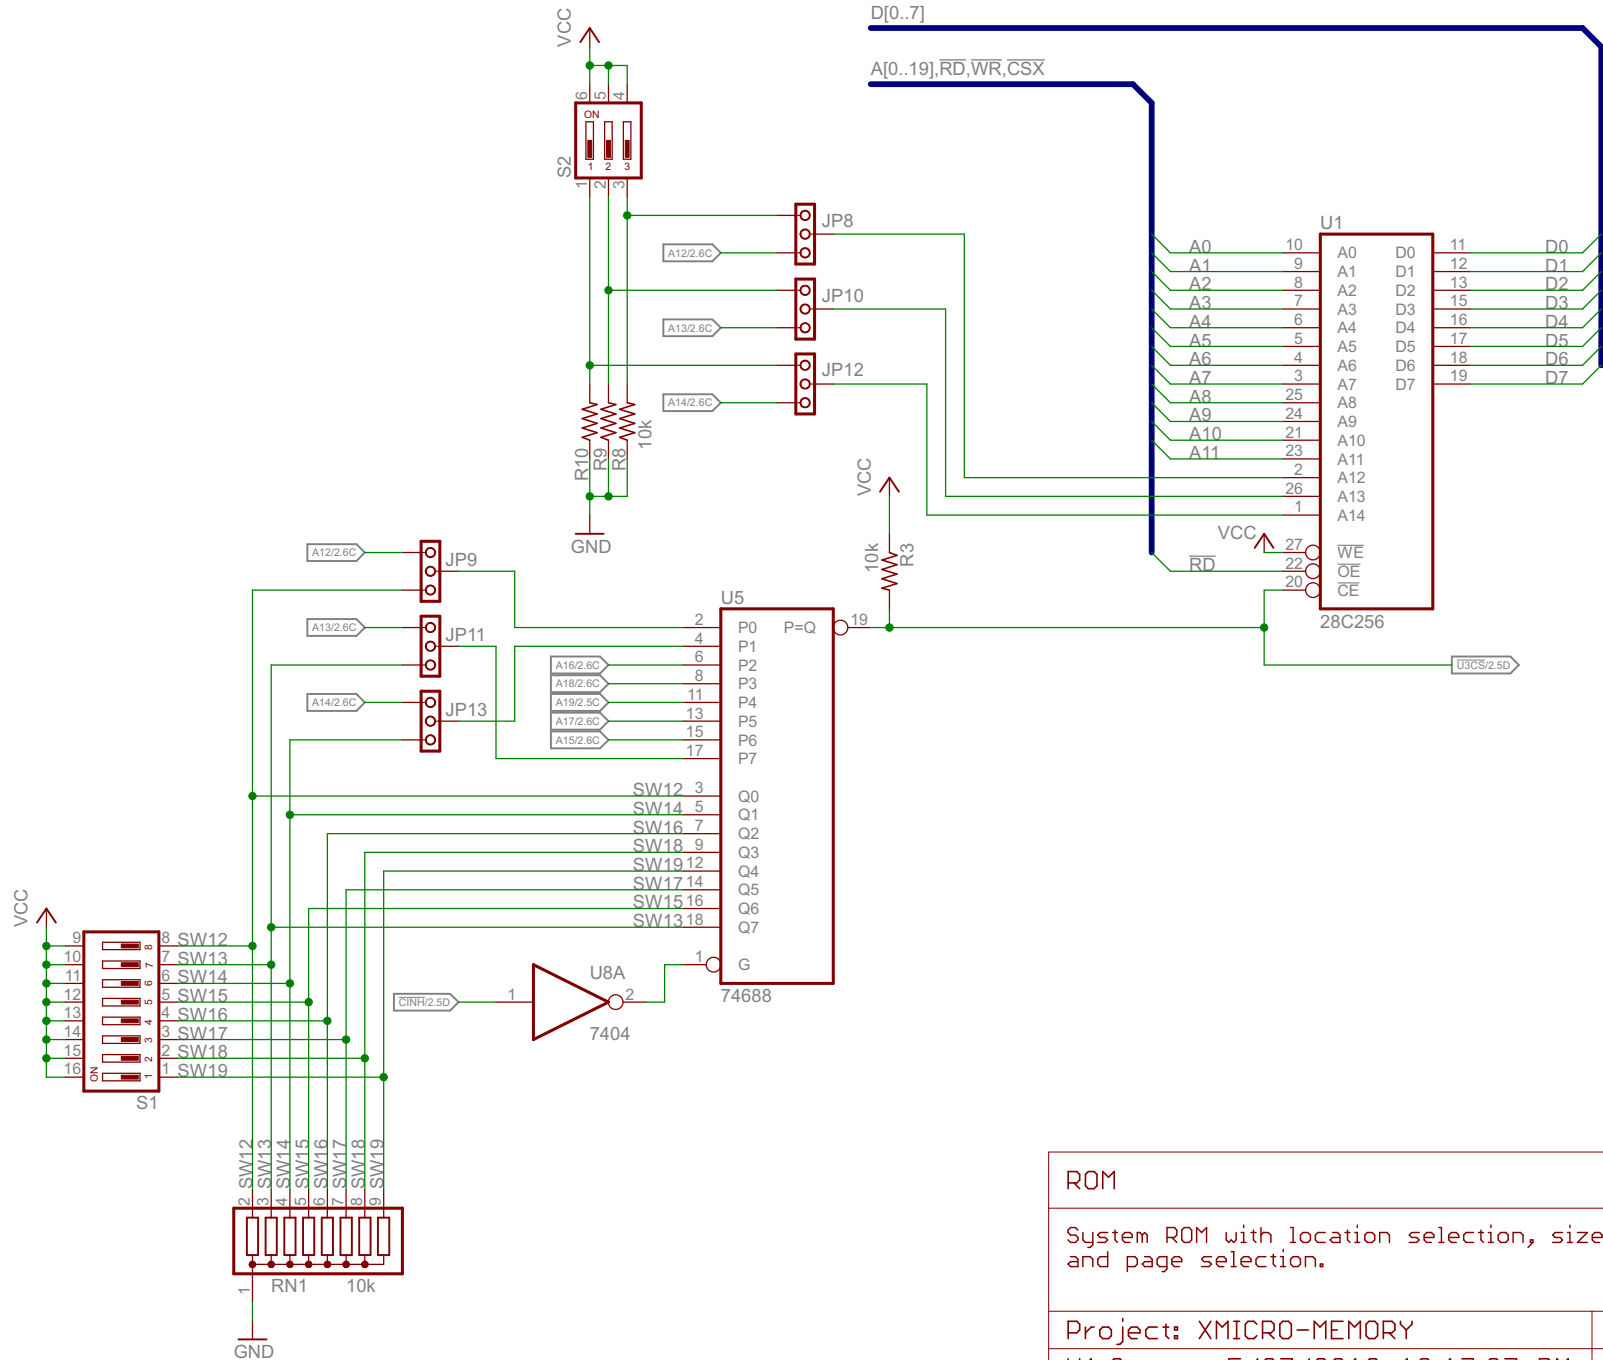 D[0..7]
A[0..19],RD,WR,CSX
VCC
6 5 4
ON
1 2 3
S2
1 2 3
JP8
A12/2.6C
JP10
A13/2.6C
JP12
A14/2.6C
R10 R9 R8 10k
GND
U1
A0 10 A0 D0 11 D0
A1 9 A1 D1 12 D1
A2 8 A2 D2 13 D2
A3 7 A3 D3 15 D3
A4 6 A4 D4 16 D4
A5 5 A5 D5 17 D5
A6 4 A6 D6 18 D6
A7 3 A7 D7 19 D7
A8 25 A8
A9 24 A9
A10 21 A10
A11 23 A11
2 A12
26 A13
1 A14
VCC 27 WE
RD 22 OE
20 CE
28C256
VCC
10k R3
A12/2.6C JP9
A13/2.6C JP11
A14/2.6C JP13
U5
2 P0 P=Q 19
4 P1
A16/2.6C 6 P2
A18/2.6C 8 P3
A19/2.5C 11 P4
A17/2.6C 13 P5
A15/2.6C 15 P6
17 P7
SW12 3 Q0
SW14 5 Q1
SW16 7 Q2
SW18 9 Q3
SW19 12 Q4
SW17 14 Q5
SW15 16 Q6
SW13 18 Q7
1 G
74688
U3CS/2.5D
CINH/2.5D 1 U8A 2
7404
VCC
9 8 8 SW12
10 7 7 SW13
11 6 6 SW14
12 5 5 SW15
13 4 4 SW16
14 3 3 SW17
15 2 2 SW18
16 ON 1 1 SW19
S1
SW12 SW13 SW14 SW15 SW16 SW17 SW18 SW19
2 3 4 5 6 7 8 9
RN1 10k
1
GND
ROM
System ROM with location selection, size
and page selection.
Project: XMICRO-MEMORY